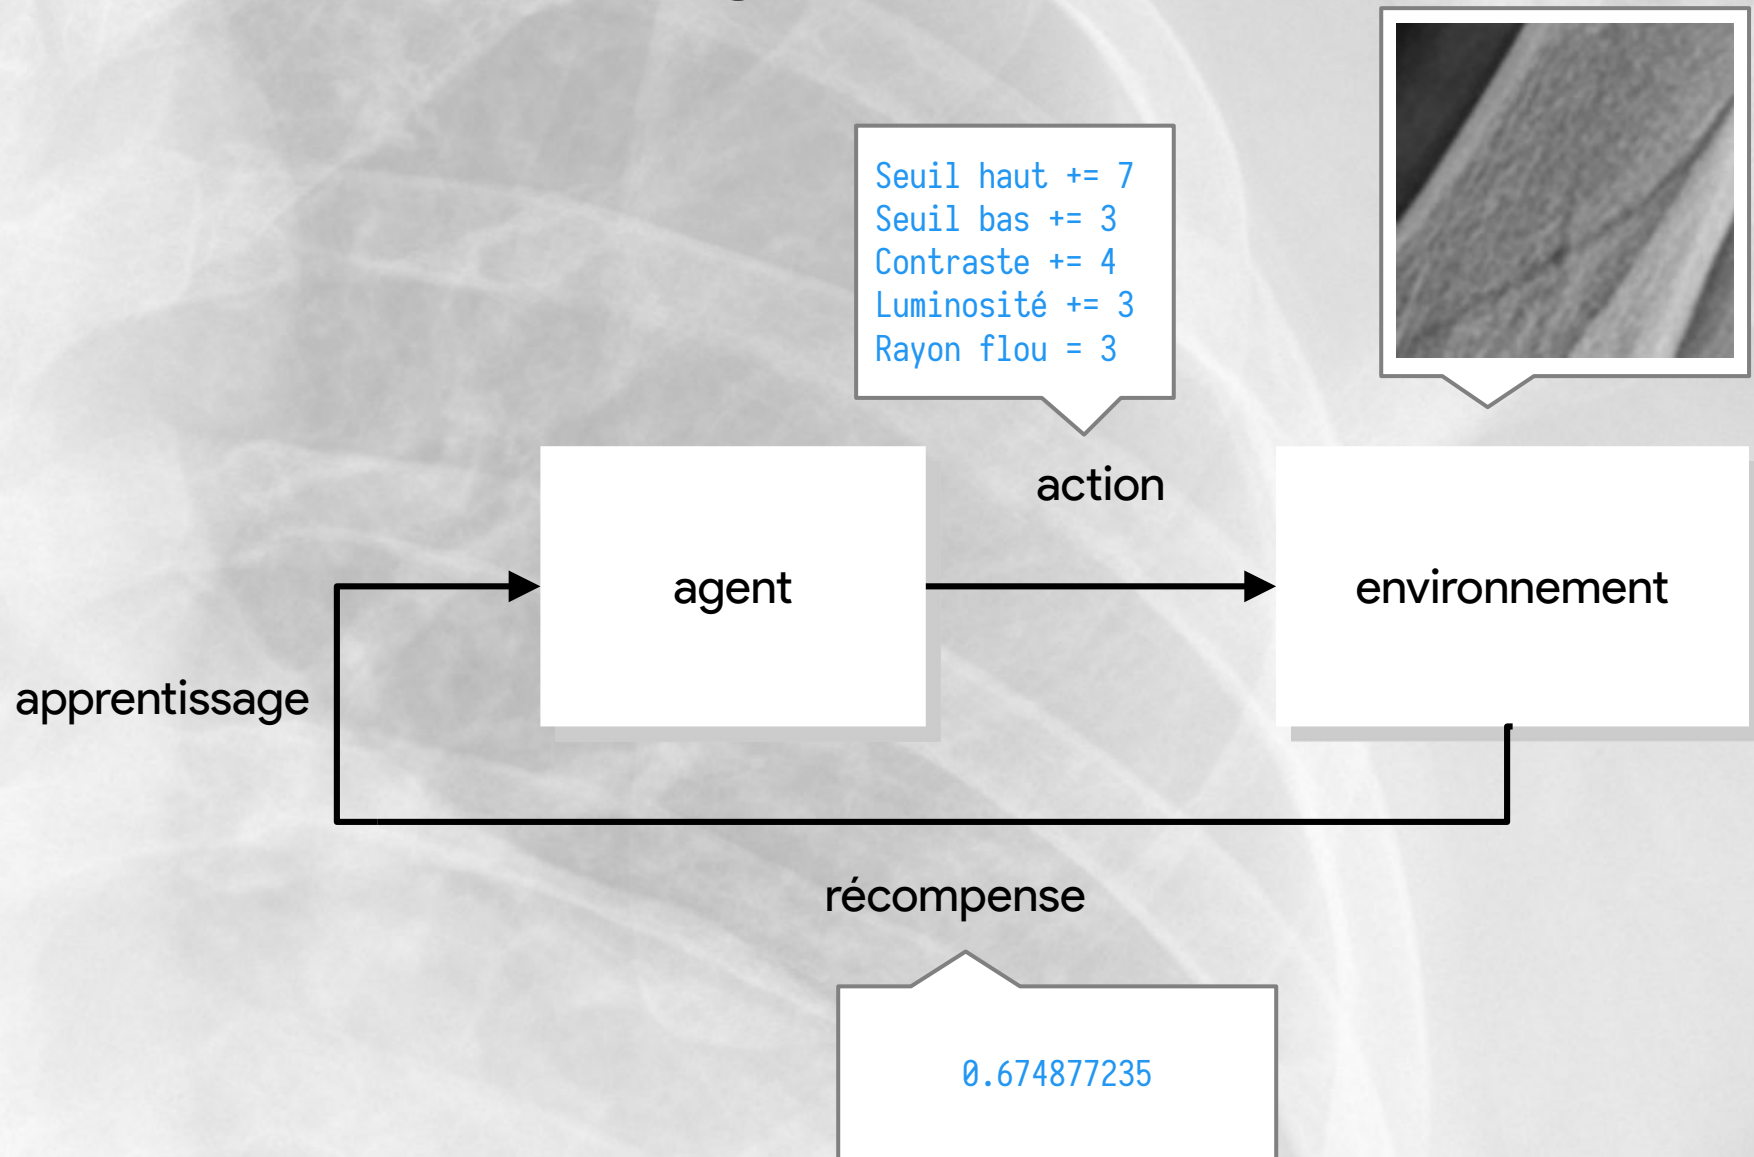 Seuil haut += 7
Seuil bas += 3
Contraste += 4
Luminosité += 3
Rayon flou = 3
action
agent
environnement
apprentissage
récompense
0.674877235